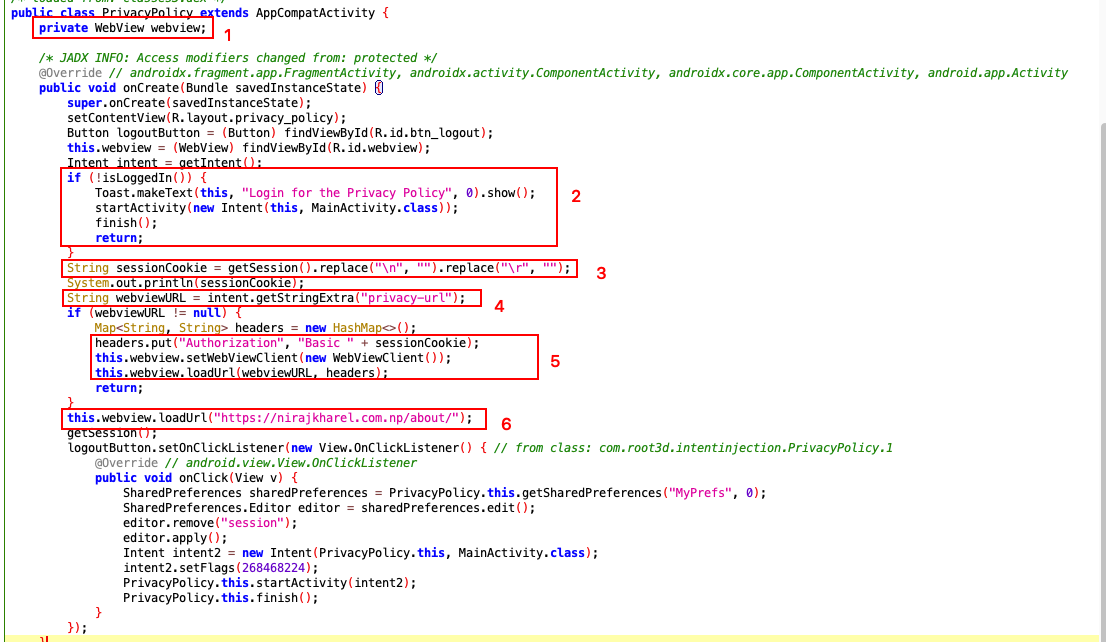 public class PrivacyPolicy extends AppCompatActivity {
private WebView webview; 1
/* JADX INFO: Access modifiers changed from: protected */
@Override // androidx.fragment.app.FragmentActivity, androidx.activity.ComponentActivity, androidx.core.app.ComponentActivity, android.app.Activity
public void onCreate(Bundle savedInstanceState) {
super.onCreate(savedInstanceState);
setContentView(R.layout.privacy_policy);
Button logoutButton = (Button) findViewById(R.id.btn_logout);
this.webview = (WebView) findViewById(R.id.webview);
Intent intent = getIntent();
if (!isLoggedIn()) {
Toast.makeText(this, "Login for the Privacy Policy", 0).show(); 2
startActivity(new Intent(this, MainActivity.class));
finish();
return;
}
String sessionCookie = getSession().replace("\n", "").replace("\r", ""); 3
System.out.println(sessionCookie);
String webviewURL = intent.getStringExtra("privacy-url"); 4
if (webviewURL != null) {
Map<String, String> headers = new HashMap<>();
headers.put("Authorization", "Basic " + sessionCookie);
this.webview.setWebViewClient(new WebViewClient()); 5
this.webview.loadUrl(webviewURL, headers);
return;
}
this.webview.loadUrl("https://nirajkharel.com.np/about/"); 6
getSession();
logoutButton.setOnClickListener(new View.OnClickListener() { // from class: com.root3d.intentinjection.PrivacyPolicy.1
@Override // android.view.View.OnClickListener
public void onClick(View v) {
SharedPreferences sharedPreferences = PrivacyPolicy.this.getSharedPreferences("MyPrefs", 0);
SharedPreferences.Editor editor = sharedPreferences.edit();
editor.remove("session");
editor.apply();
Intent intent2 = new Intent(PrivacyPolicy.this, MainActivity.class);
intent2.setFlags(268468224);
PrivacyPolicy.this.startActivity(intent2);
PrivacyPolicy.this.finish();
}
});
}